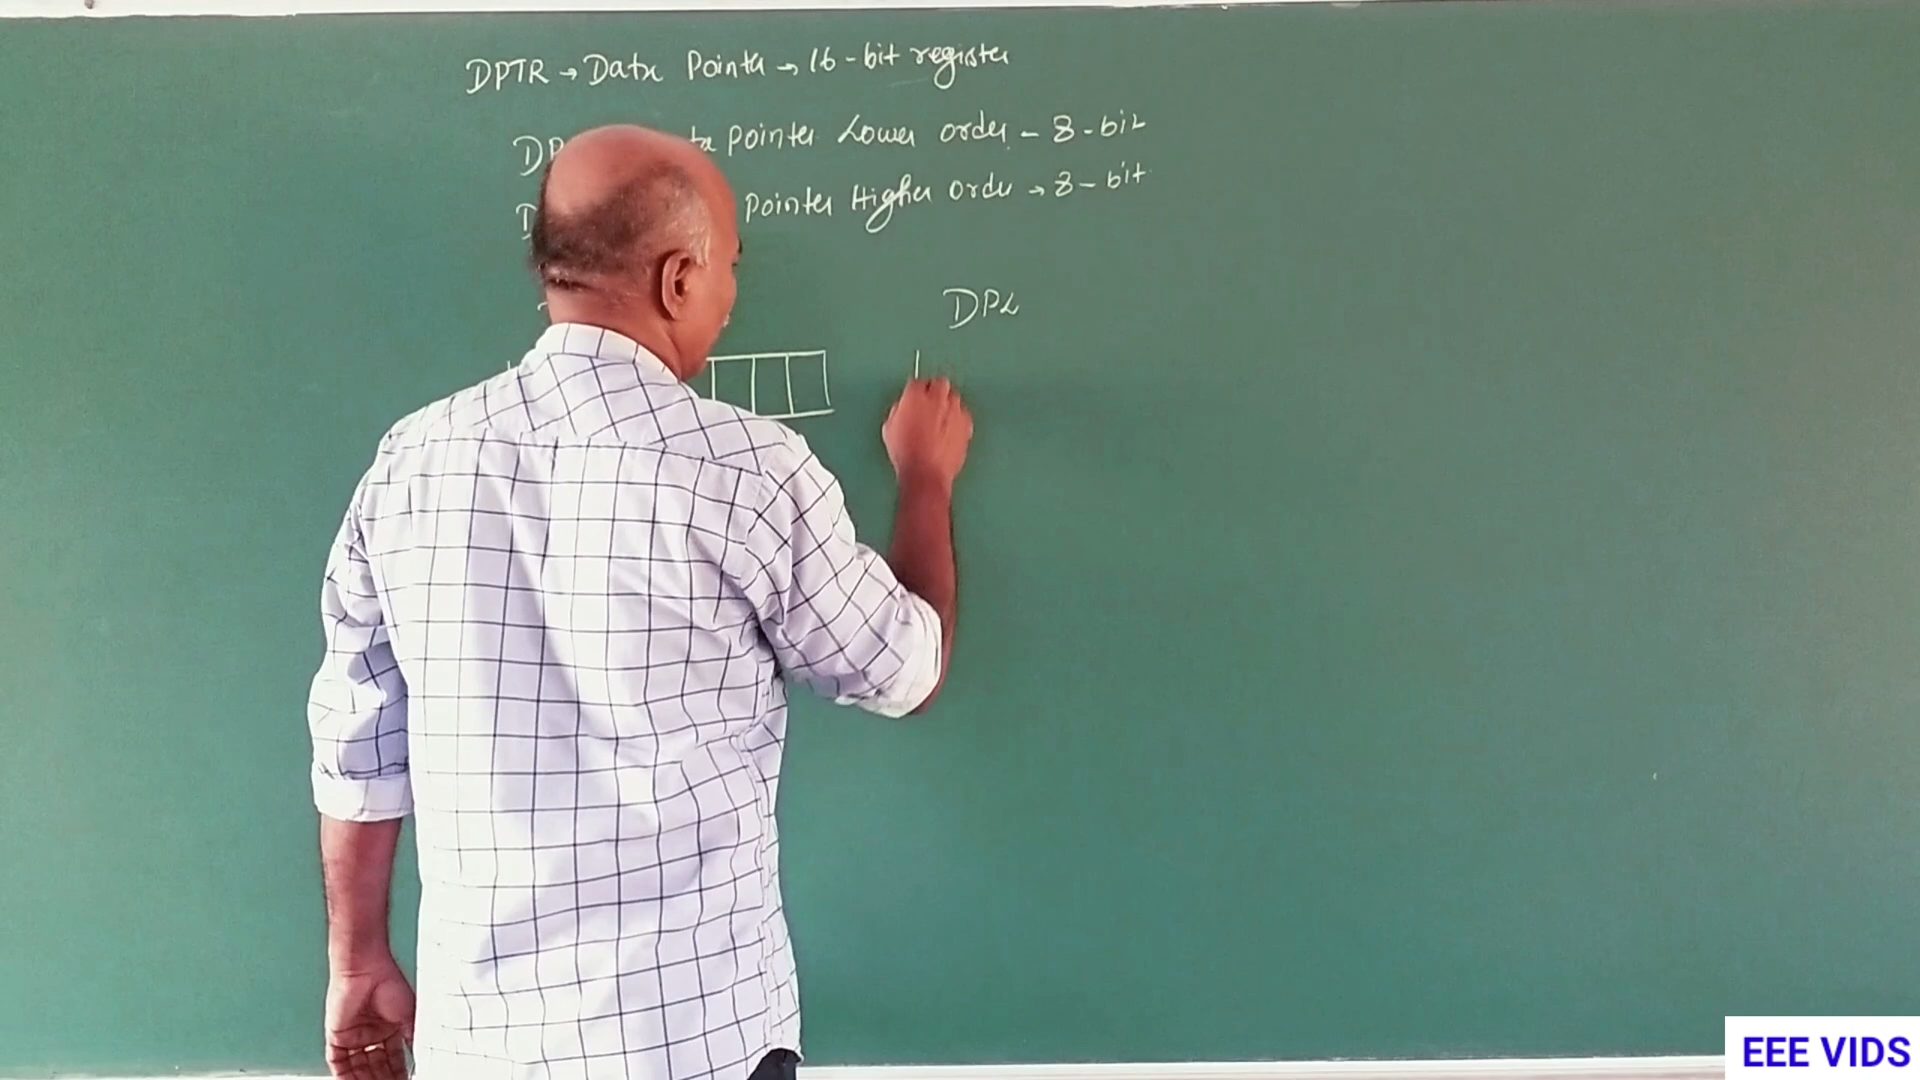 DPTR → Data Pointer → 16-bit register
Pointer Lower order - 8-bit
Pointer Higher Order → 8-bit
DPL
EEE VIDS